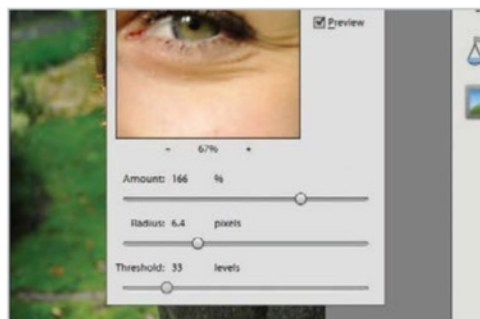 Preview
- 67% +
Amount: 166 %
Radius: 6.4 pixels
Threshold: 33 levels